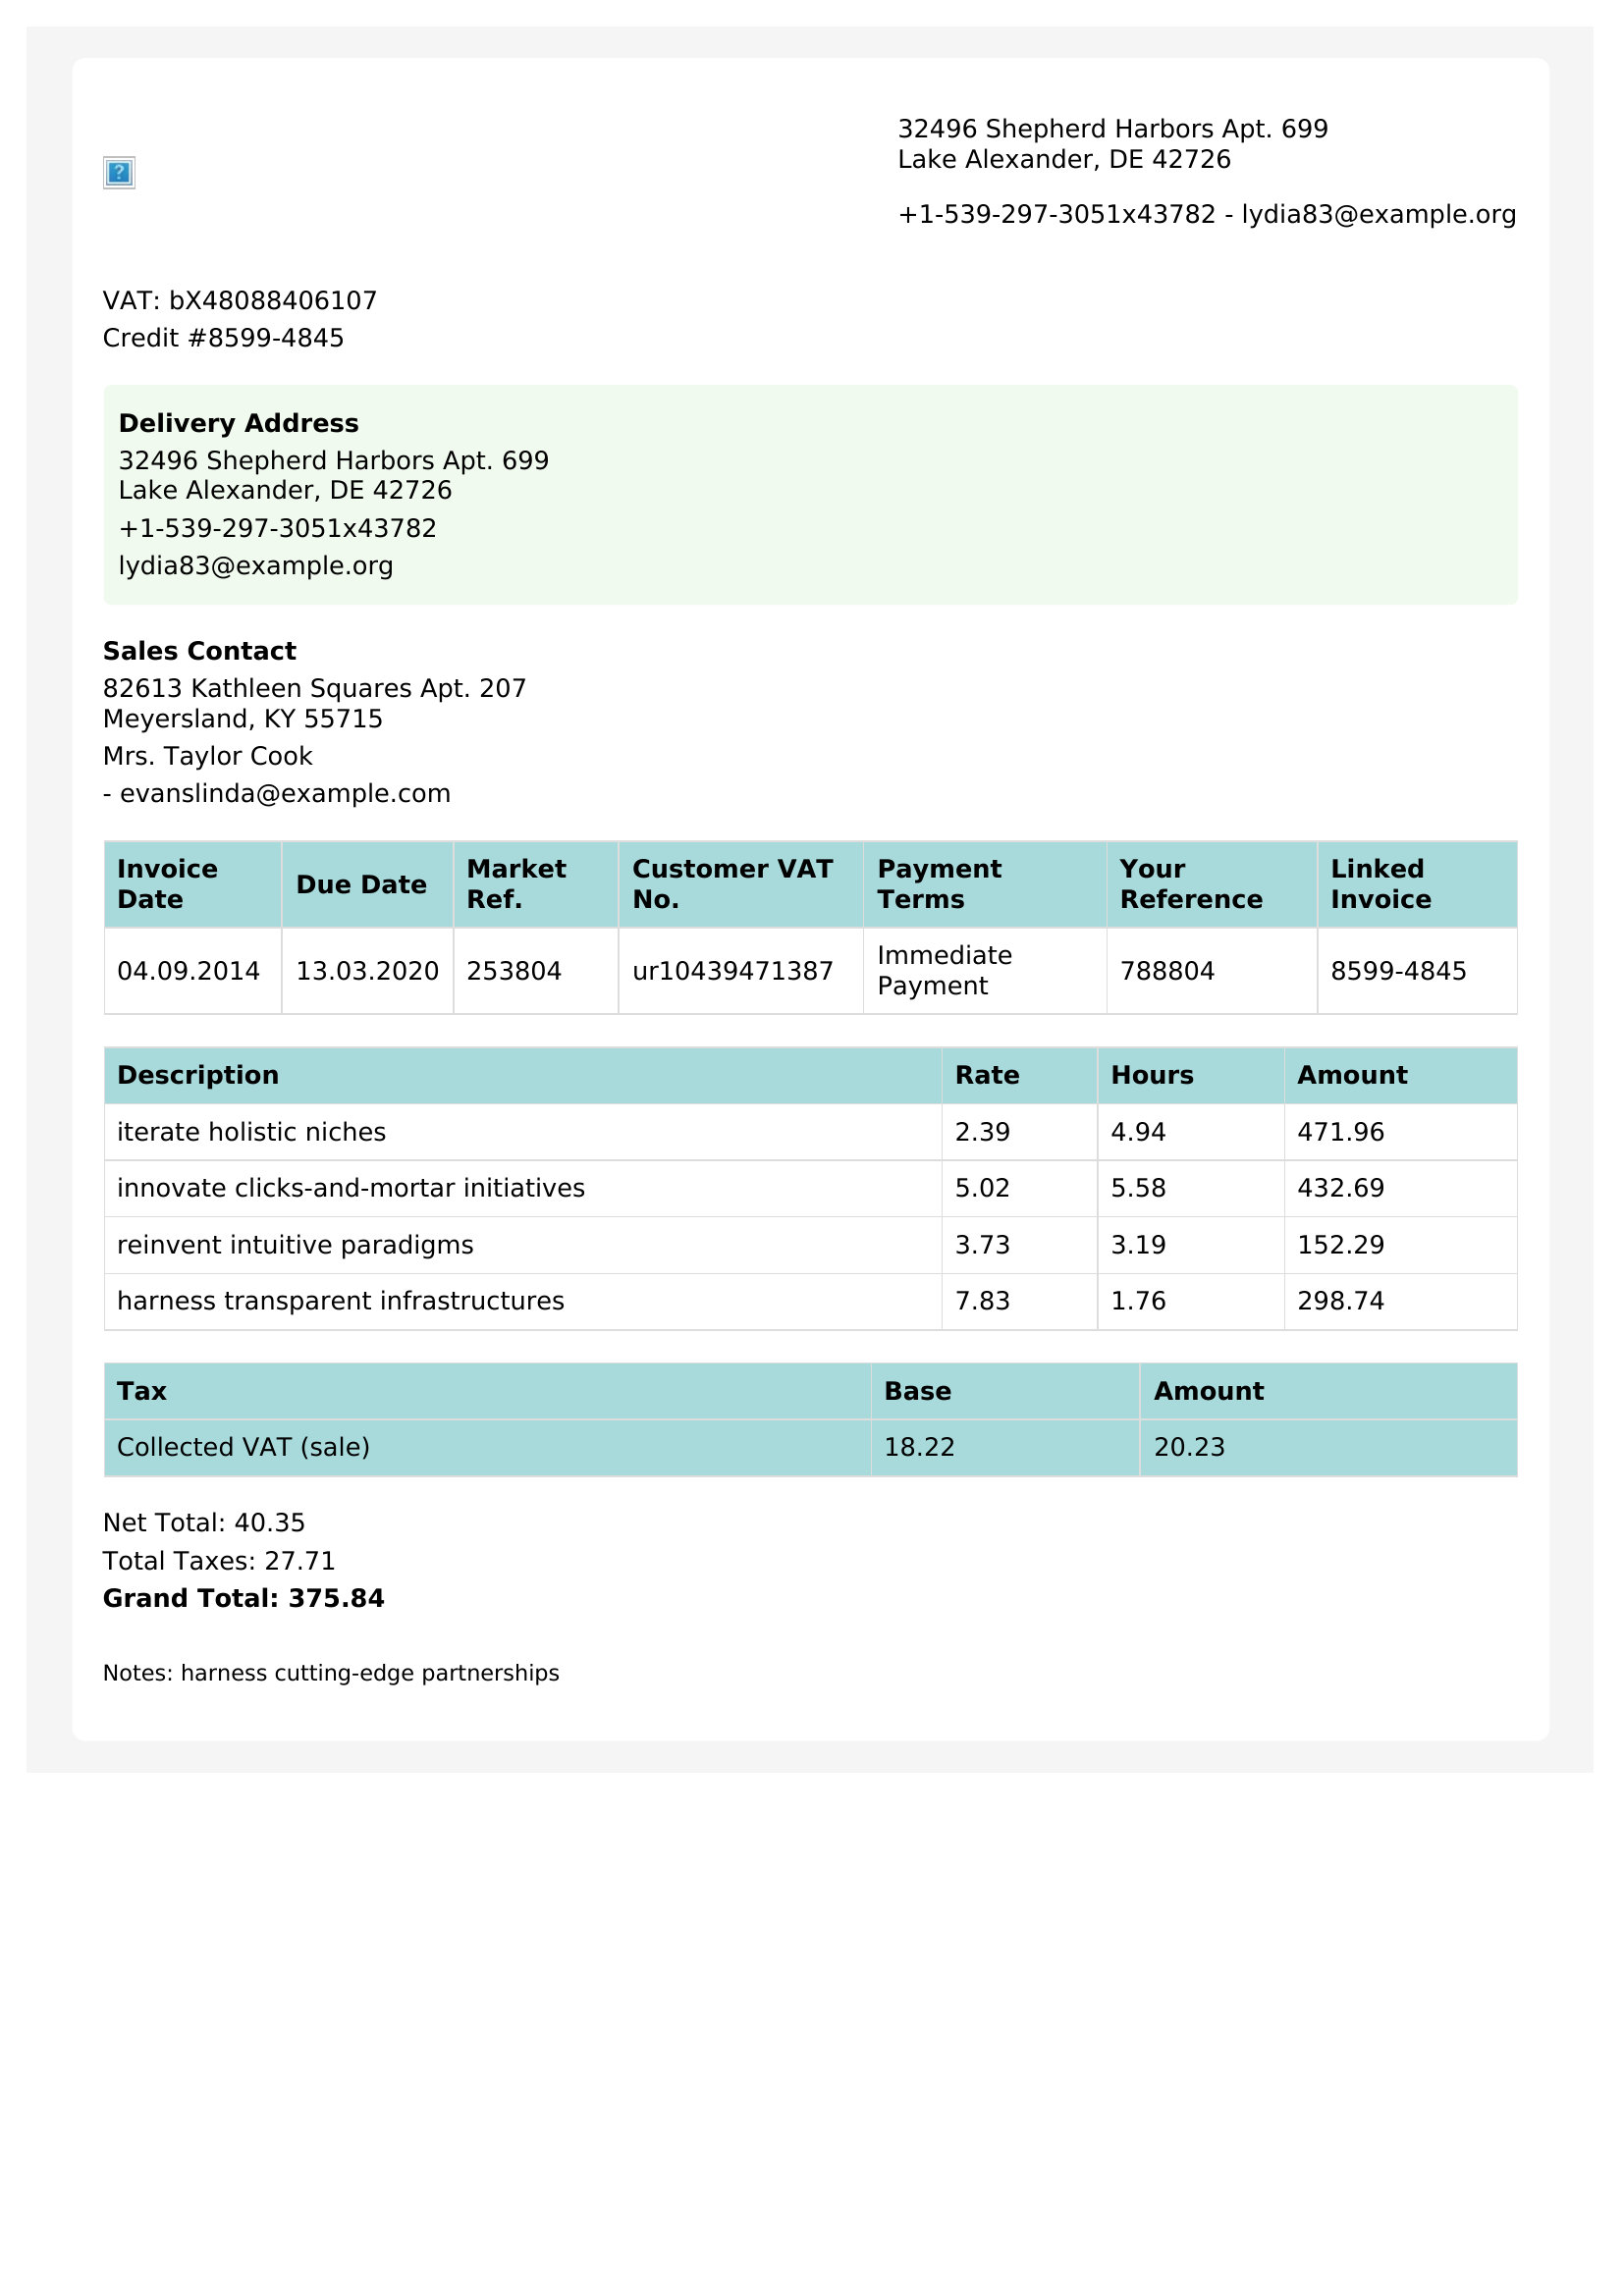 32496 Shepherd Harbors Apt. 699
Lake Alexander, DE 42726
+1-539-297-3051x43782 - lydia83@example.org
VAT: bX48088406107
Credit #8599-4845
Delivery Address
32496 Shepherd Harbors Apt. 699
Lake Alexander, DE 42726
+1-539-297-3051x43782
lydia83@example.org
Sales Contact
82613 Kathleen Squares Apt. 207
Meyersland, KY 55715
Mrs. Taylor Cook
- evanslinda@example.com
Invoice Date Due Date Market Ref. Customer VAT No. Payment Terms Your Reference Linked Invoice
04.09.2014 13.03.2020 253804 ur10439471387 Immediate Payment 788804 8599-4845
Description Rate Hours Amount
iterate holistic niches 2.39 4.94 471.96
innovate clicks-and-mortar initiatives 5.02 5.58 432.69
reinvent intuitive paradigms 3.73 3.19 152.29
harness transparent infrastructures 7.83 1.76 298.74
Tax Base Amount
Collected VAT (sale) 18.22 20.23
Net Total: 40.35
Total Taxes: 27.71
Grand Total: 375.84
Notes: harness cutting-edge partnerships